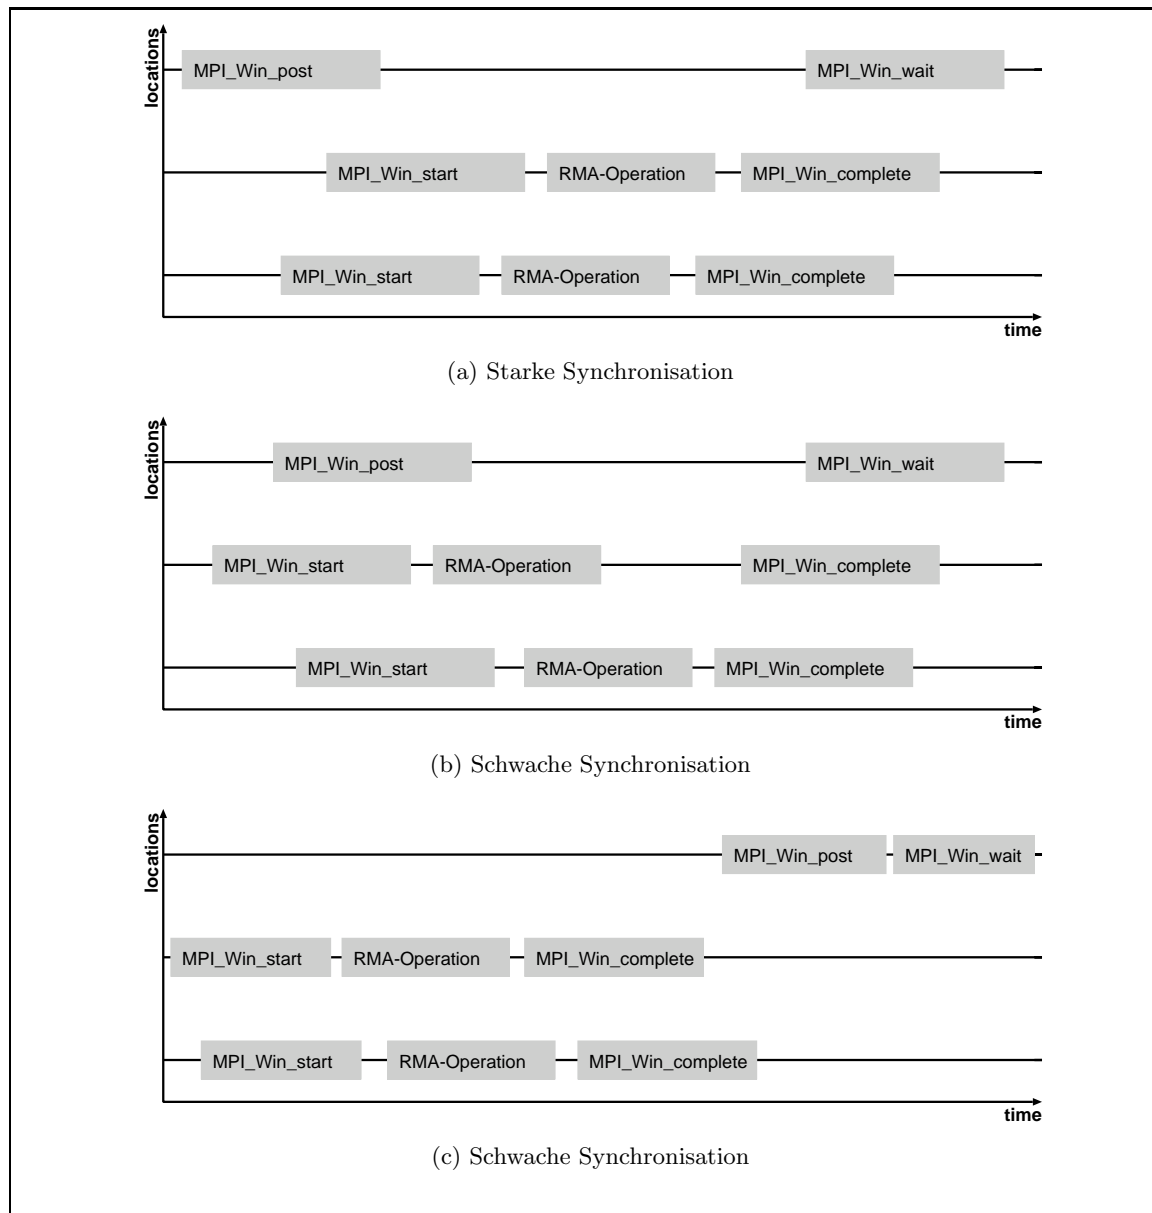 locations
MPI_Win_post MPI_Win_wait
MPI_Win_start RMA-Operation MPI_Win_complete
MPI_Win_start RMA-Operation MPI_Win_complete
time
(a) Starke Synchronisation
locations
MPI_Win_post MPI_Win_wait
MPI_Win_start RMA-Operation MPI_Win_complete
MPI_Win_start RMA-Operation MPI_Win_complete
time
(b) Schwache Synchronisation
locations
MPI_Win_post MPI_Win_wait
MPI_Win_start RMA-Operation MPI_Win_complete
MPI_Win_start RMA-Operation MPI_Win_complete
time
(c) Schwache Synchronisation